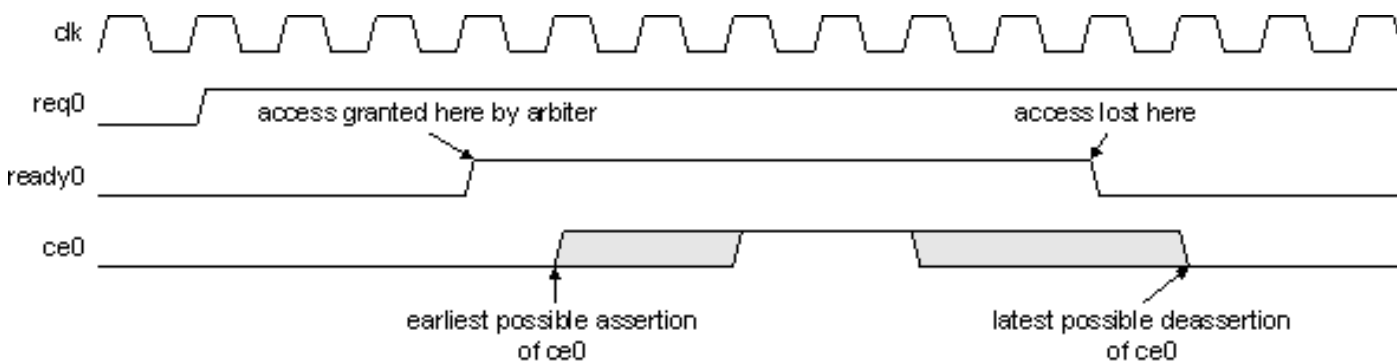 clk
req0
access granted here by arbiter
access lost here
ready0
ce0
earliest possible assertion
of ce0
latest possible deassertion
of ce0